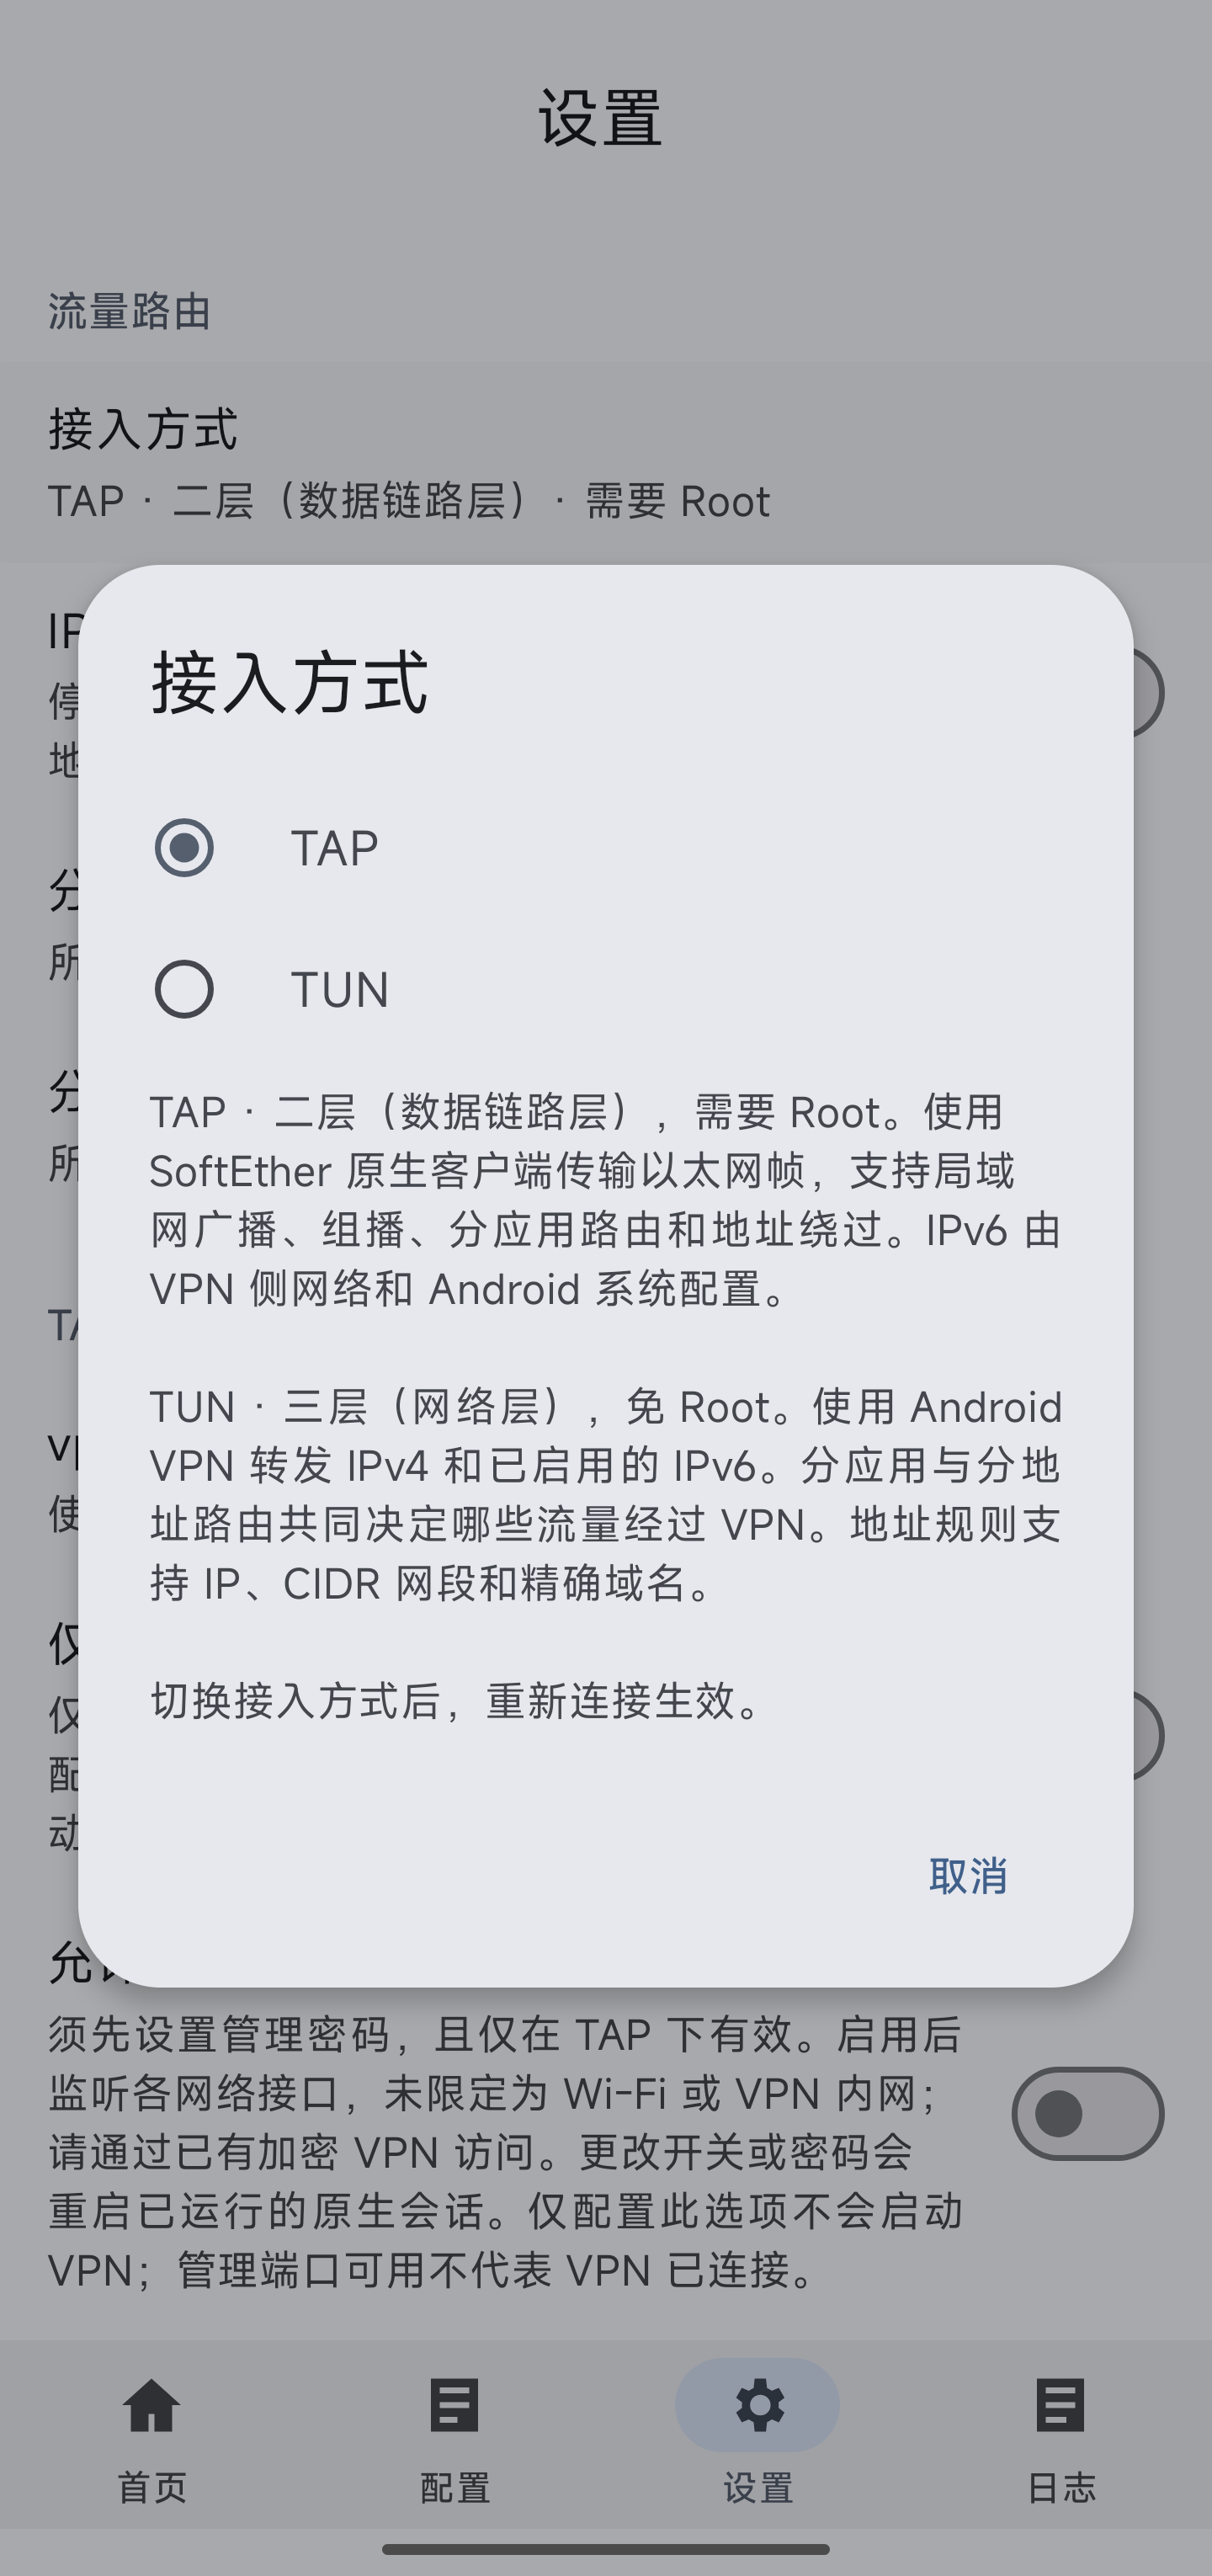 设置
流量路由
接入方式
TAP · 二层（数据链路层） · 需要 Root
IP
停
地
接入方式
TAP
TUN
分
所
分
所
TAP · 二层（数据链路层），需要 Root。使用
SoftEther 原生客户端传输以太网帧，支持局域
网广播、组播、分应用路由和地址绕过。IPv6 由
VPN 侧网络和 Android 系统配置。
TUN · 三层（网络层），免 Root。使用 Android
VPN 转发 IPv4 和已启用的 IPv6。分应用与分地
址路由共同决定哪些流量经过 VPN。地址规则支
持 IP、CIDR 网段和精确域名。
切换接入方式后，重新连接生效。
使
仅
仅
配
动
取消
须先设置管理密码，且仅在 TAP 下有效。启用后
监听各网络接口，未限定为 Wi-Fi 或 VPN 内网；
请通过已有加密 VPN 访问。更改开关或密码会
重启已运行的原生会话。仅配置此选项不会启动
VPN；管理端口可用不代表 VPN 已连接。
首页
配置
设置
日志